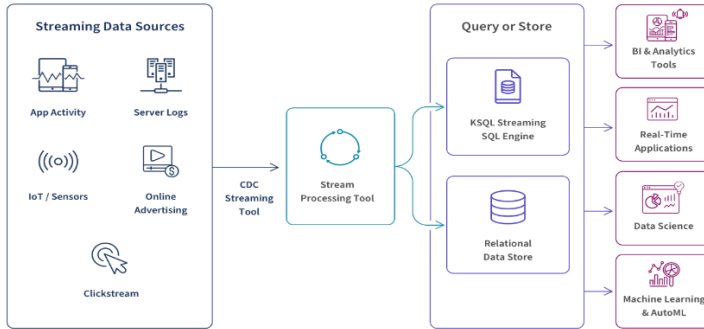 Streaming Data Sources
App Activity
Server Logs
IoT / Sensors
Online
Advertising
Clickstream
CDC
Streaming
Tool
Stream
Processing Tool
Query or Store
KSQL Streaming
SQL Engine
Relational
Data Store
BI & Analytics
Tools
Real-Time
Applications
Data Science
Machine Learning
& AutoML